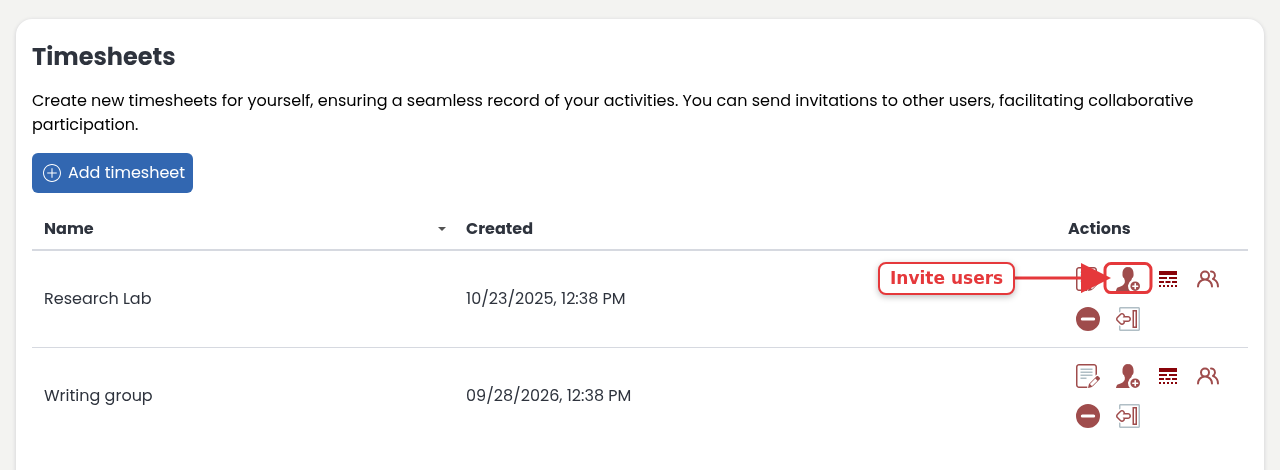 Timesheets
Create new timesheets for yourself, ensuring a seamless record of your activities. You can send invitations to other users, facilitating collaborative
participation.
Add timesheet
Name Created Actions
Research Lab 10/23/2025, 12:38 PM Invite users
Writing group 09/28/2026, 12:38 PM